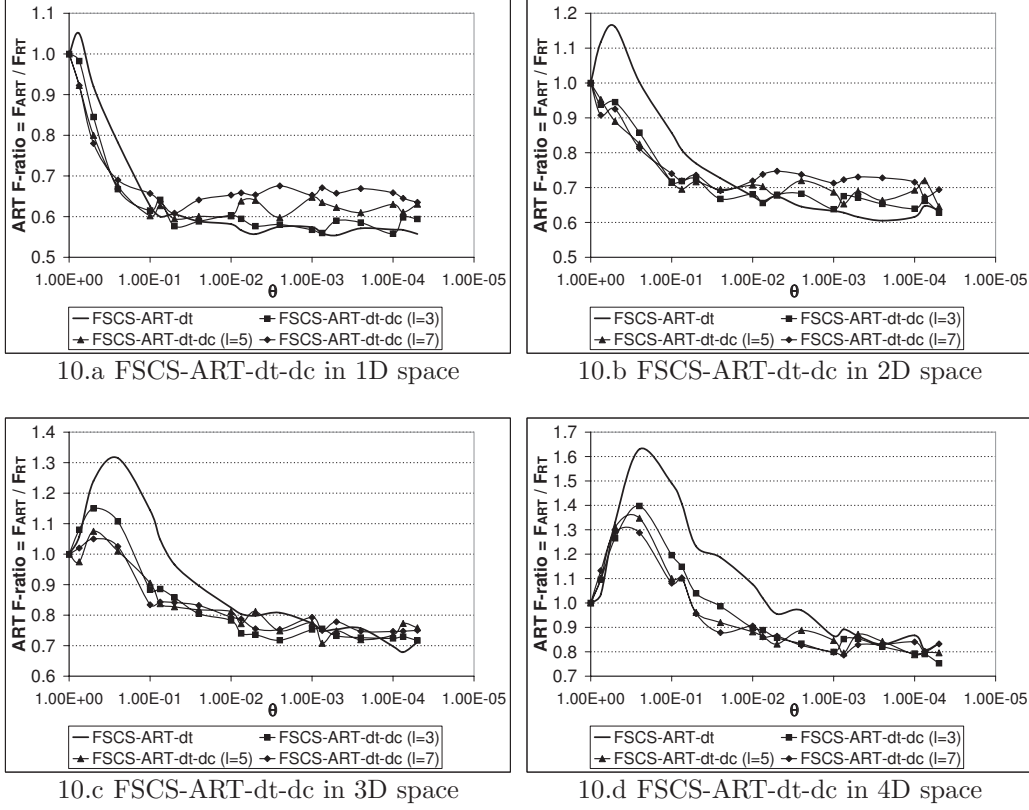 ART F-ratio = FART / FRT
1.1
1.0
0.9
0.8
0.7
0.6
0.5
1.00E+00 1.00E-01 1.00E-02 1.00E-03 1.00E-04 1.00E-05
θ
FSCS-ART-dt FSCS-ART-dt-dc (l=3)
FSCS-ART-dt-dc (l=5) FSCS-ART-dt-dc (l=7)
10.a FSCS-ART-dt-dc in 1D space
ART F-ratio = FART / FRT
1.2
1.1
1.0
0.9
0.8
0.7
0.6
0.5
1.00E+00 1.00E-01 1.00E-02 1.00E-03 1.00E-04 1.00E-05
θ
FSCS-ART-dt FSCS-ART-dt-dc (l=3)
FSCS-ART-dt-dc (l=5) FSCS-ART-dt-dc (l=7)
10.b FSCS-ART-dt-dc in 2D space
ART F-ratio = FART / FRT
1.4
1.3
1.2
1.1
1.0
0.9
0.8
0.7
0.6
1.00E+00 1.00E-01 1.00E-02 1.00E-03 1.00E-04 1.00E-05
θ
FSCS-ART-dt FSCS-ART-dt-dc (l=3)
FSCS-ART-dt-dc (l=5) FSCS-ART-dt-dc (l=7)
10.c FSCS-ART-dt-dc in 3D space
ART F-ratio = FART / FRT
1.7
1.6
1.5
1.4
1.3
1.2
1.1
1.0
0.9
0.8
0.7
1.00E+00 1.00E-01 1.00E-02 1.00E-03 1.00E-04 1.00E-05
θ
FSCS-ART-dt FSCS-ART-dt-dc (l=3)
FSCS-ART-dt-dc (l=5) FSCS-ART-dt-dc (l=7)
10.d FSCS-ART-dt-dc in 4D space